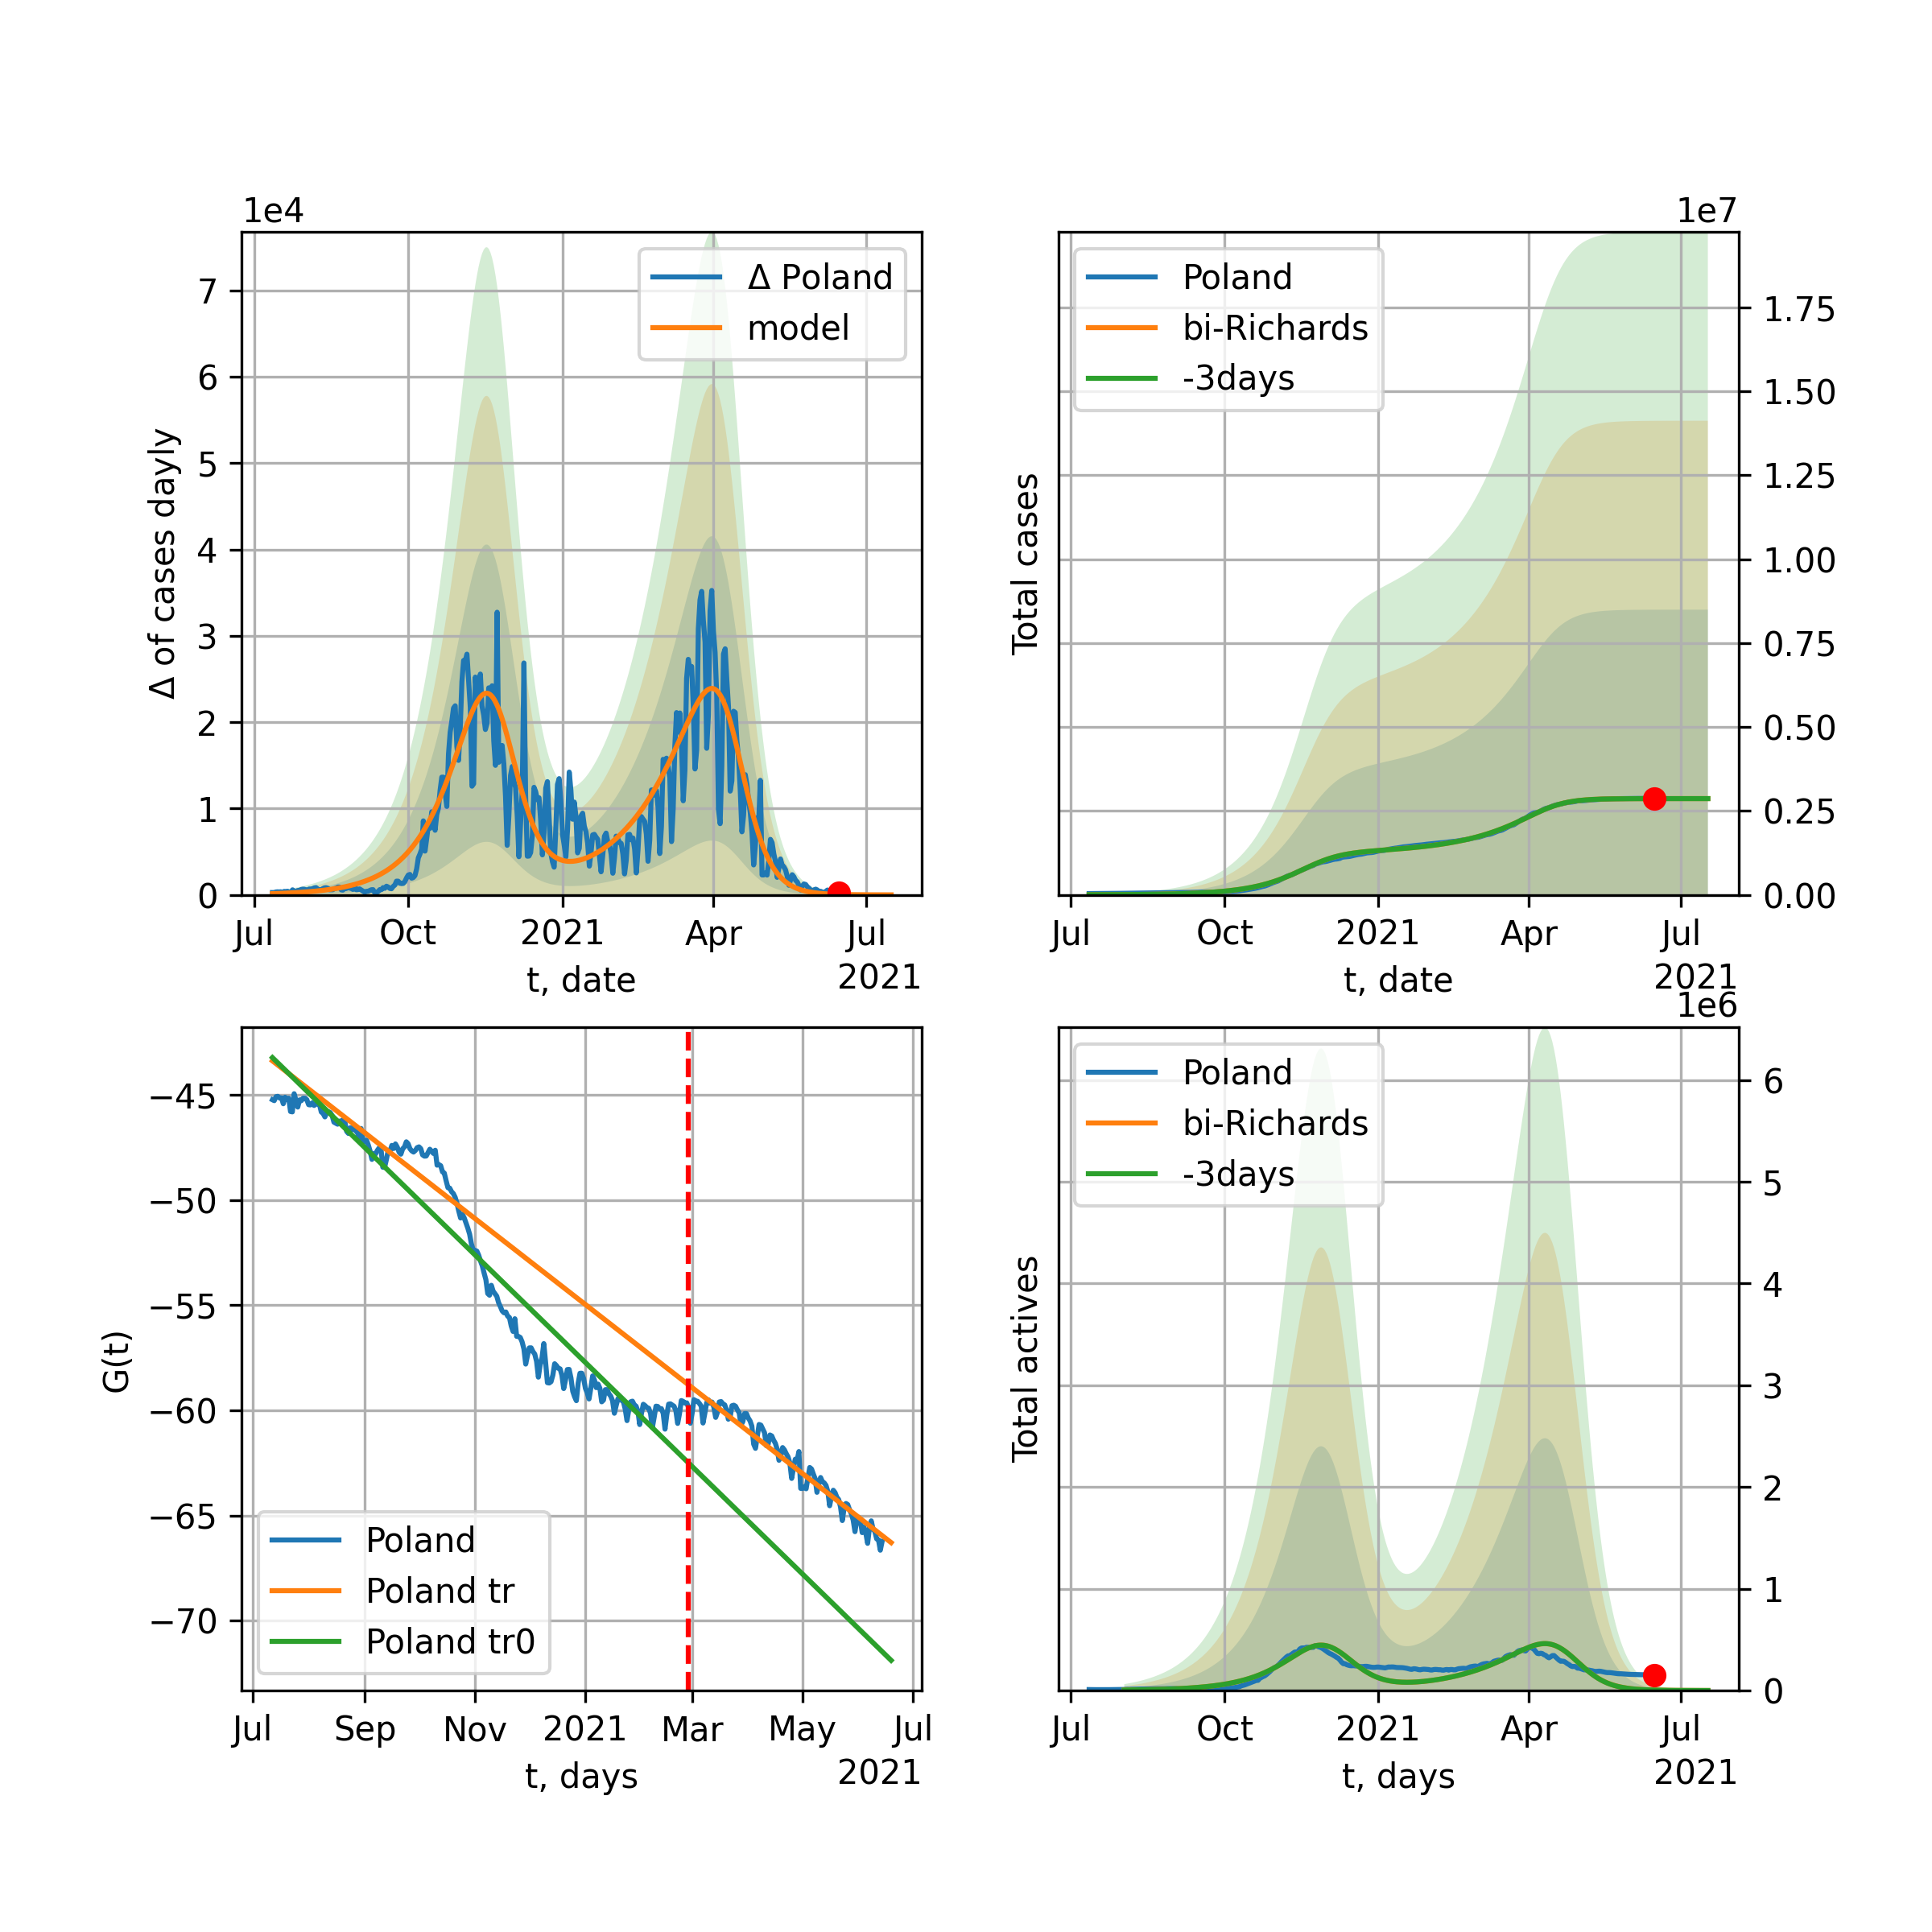 1e4
7
6
5
4
3
2
1
0
Δ of cases dayly
Δ Poland
model
Jul
Oct
2021
Apr
Jul
t, date
2021
1e7
Poland
bi-Richards
-3days
Total cases
1.75
1.50
1.25
1.00
0.75
0.50
0.25
0.00
Jul
Oct
2021
Apr
Jul
t, date
2021
−45
−50
−55
−60
−65
−70
G(t)
Poland
Poland tr
Poland tr0
Jul
Sep
Nov
2021
Mar
May
Jul
t, days
2021
1e6
Poland
bi-Richards
-3days
Total actives
6
5
4
3
2
1
0
Jul
Oct
2021
Apr
Jul
t, days
2021